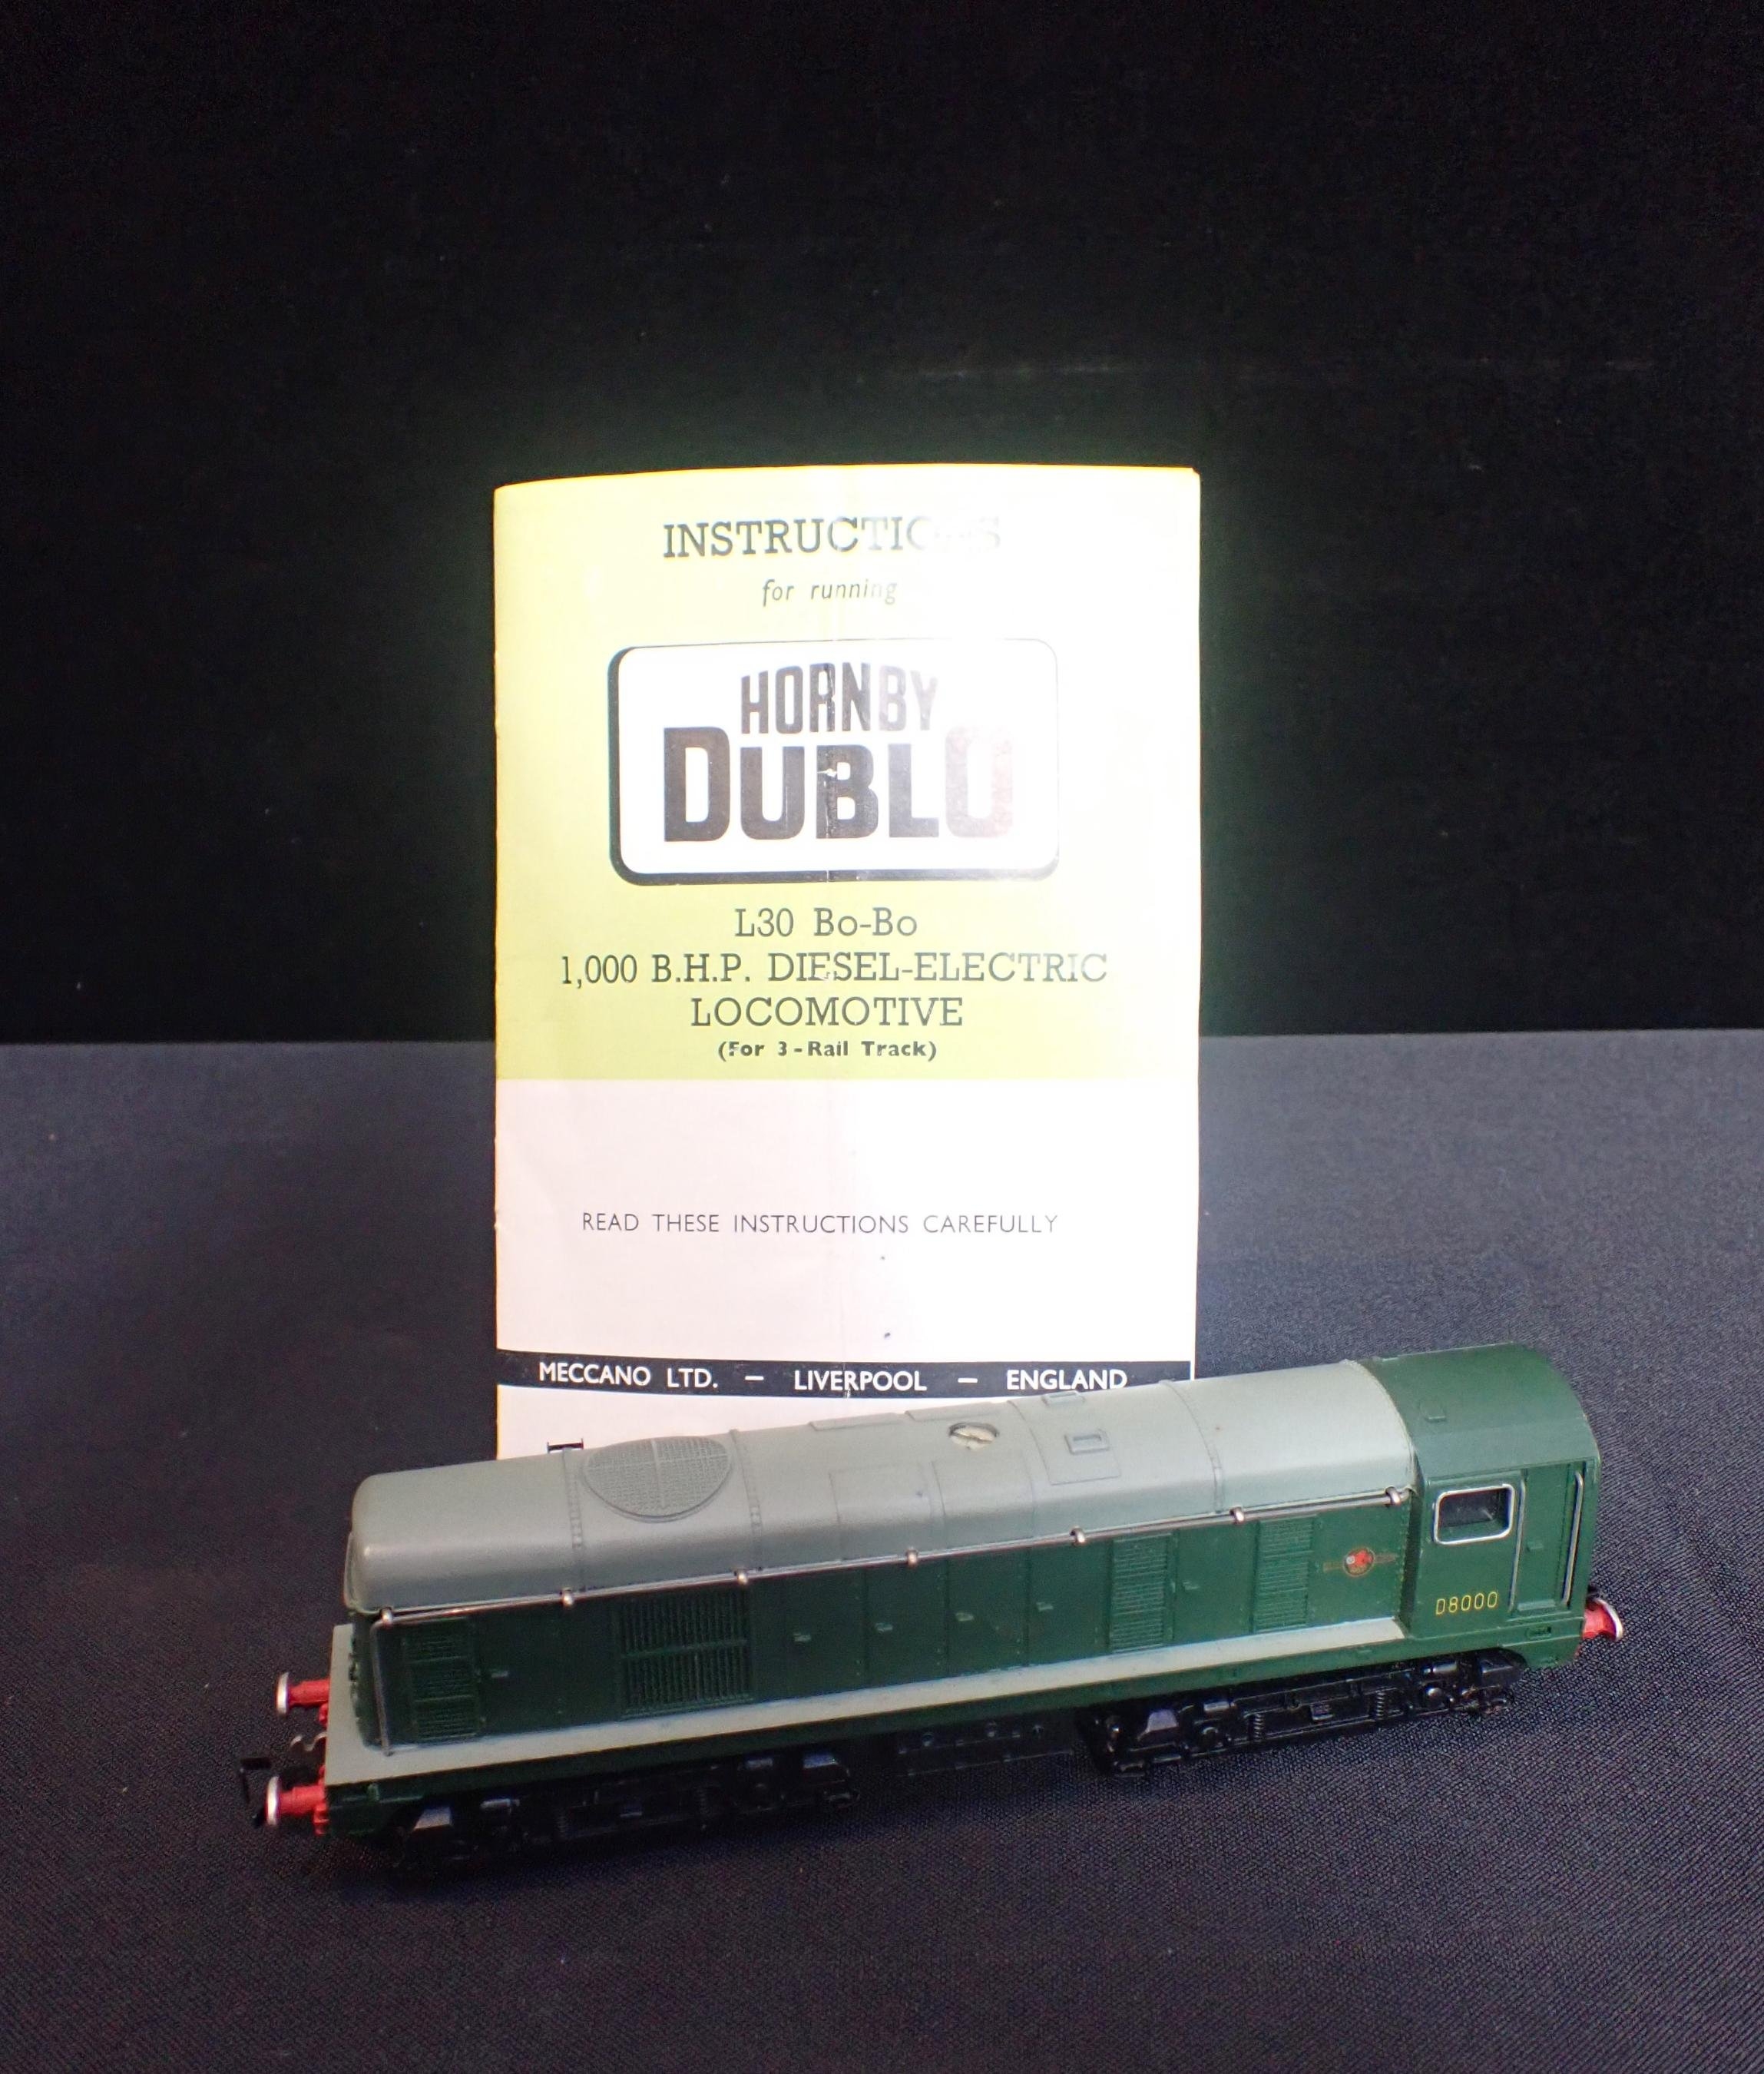 INSTRUCTIONS
for running
HORNBY
DUBLO
L30 Bo-Bo
1,000 B.H.P. DIESEL-ELECTRIC
LOCOMOTIVE
(For 3-Rail Track)
READ THESE INSTRUCTIONS CAREFULLY
MECCANO LTD. — LIVERPOOL — ENGLAND
D8000